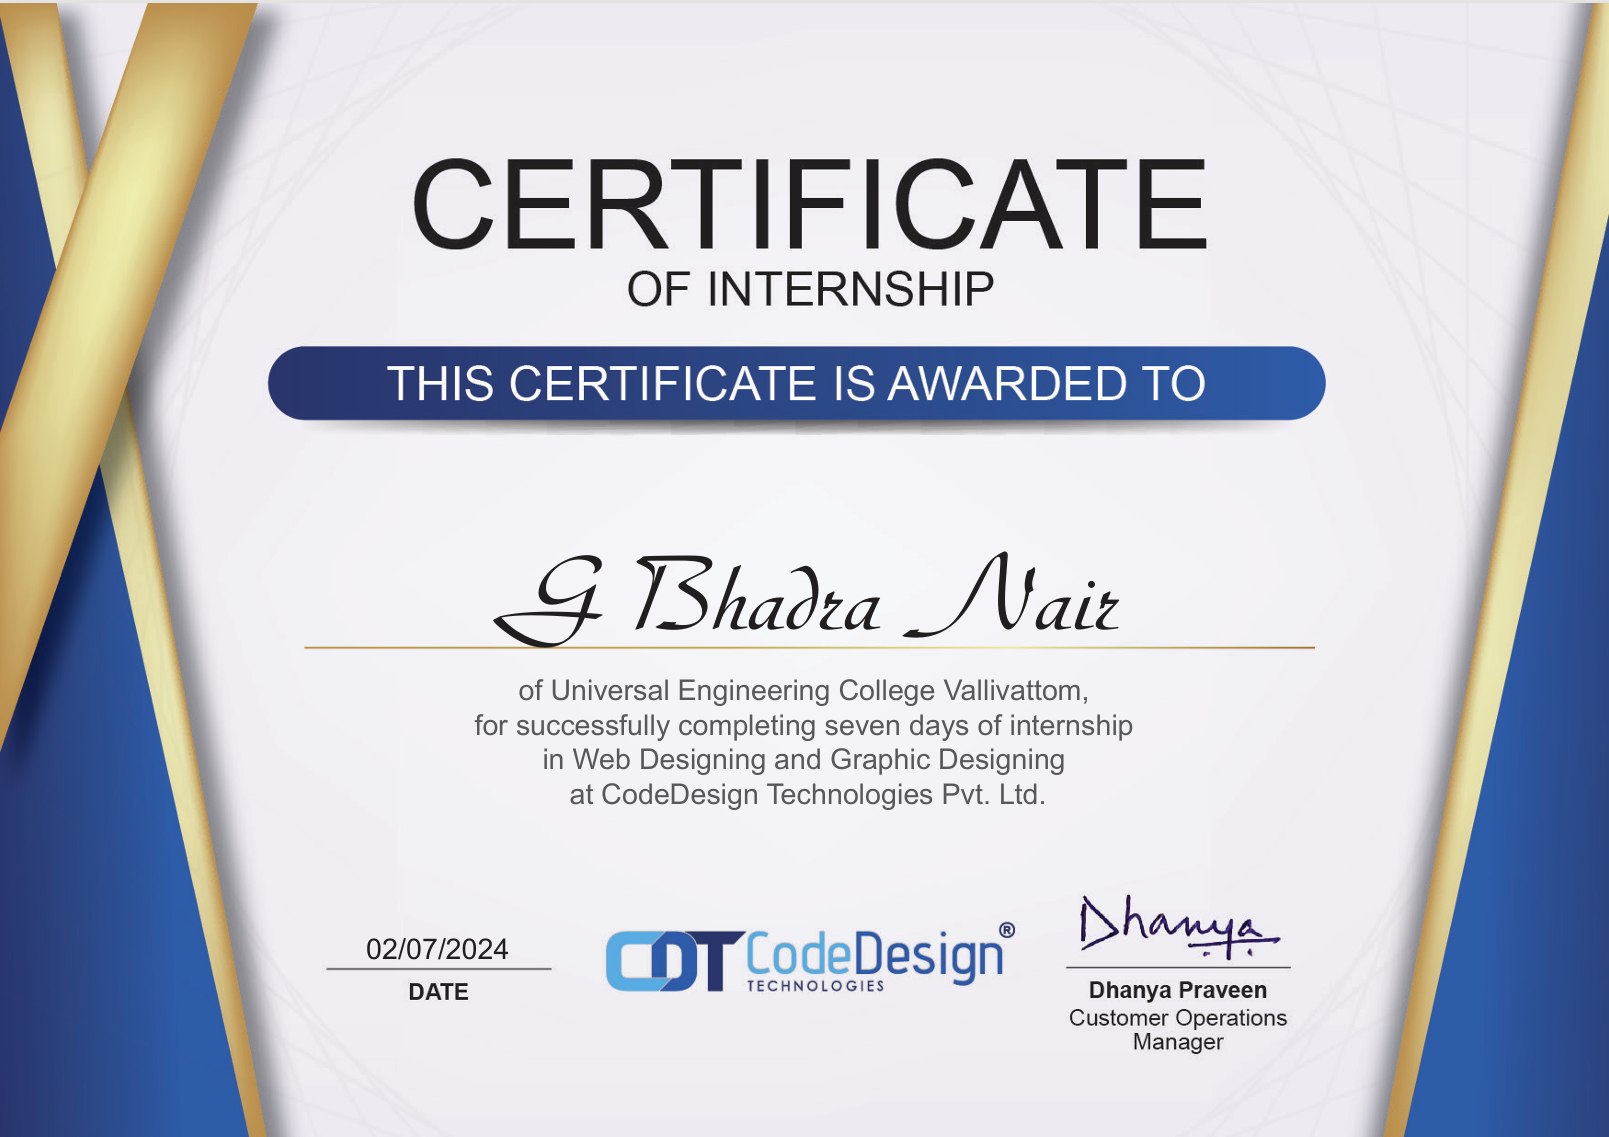 CERTIFICATE
OF INTERNSHIP
THIS CERTIFICATE IS AWARDED TO
G Bhadra Nair
of Universal Engineering College Vallivattom,
for successfully completing seven days of internship
in Web Designing and Graphic Designing
at CodeDesign Technologies Pvt. Ltd.
02/07/2024
DATE
CDT CodeDesign®
TECHNOLOGIES
Dhanya
Dhanya Praveen
Customer Operations
Manager